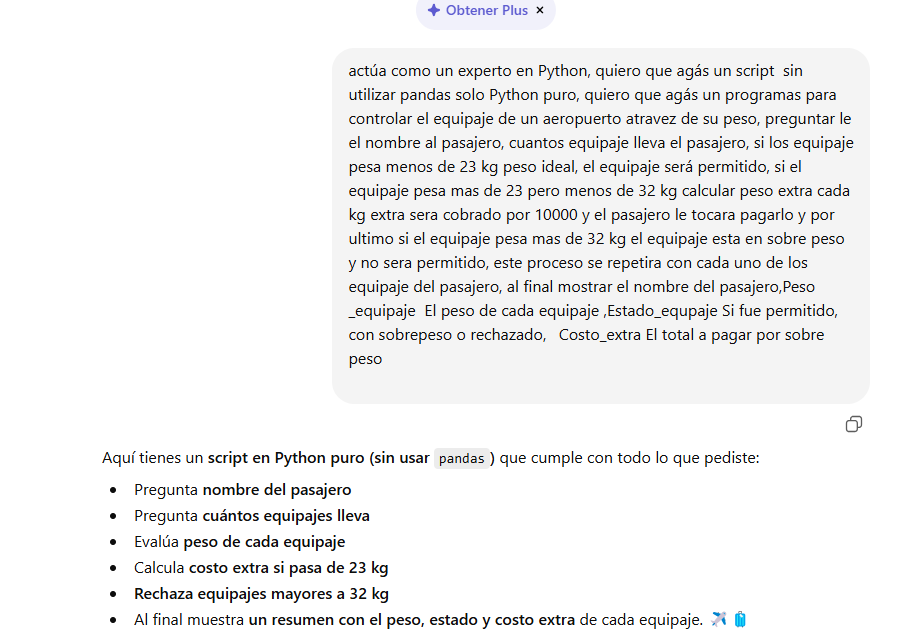 Obtener Plus ×
actúa como un experto en Python, quiero que agás un script  sin
utilizar pandas solo Python puro, quiero que agás un programas para
controlar el equipaje de un aeropuerto atravez de su peso, preguntar le
el nombre al pasajero, cuantos equipaje lleva el pasajero, si los equipaje
pesa menos de 23 kg peso ideal, el equipaje será permitido, si el
equipaje pesa mas de 23 pero menos de 32 kg calcular peso extra cada
kg extra sera cobrado por 10000 y el pasajero le tocara pagarlo y por
ultimo si el equipaje pesa mas de 32 kg el equipaje esta en sobre peso
y no sera permitido, este proceso se repetira con cada uno de los
equipaje del pasajero, al final mostrar el nombre del pasajero,Peso
_equipaje  El peso de cada equipaje ,Estado_equpaje Si fue permitido,
con sobrepeso o rechazado,   Costo_extra El total a pagar por sobre
peso
Aquí tienes un script en Python puro (sin usar pandas) que cumple con todo lo que pediste:
• Pregunta nombre del pasajero
• Pregunta cuántos equipajes lleva
• Evalúa peso de cada equipaje
• Calcula costo extra si pasa de 23 kg
• Rechaza equipajes mayores a 32 kg
• Al final muestra un resumen con el peso, estado y costo extra de cada equipaje. ✈️🧳